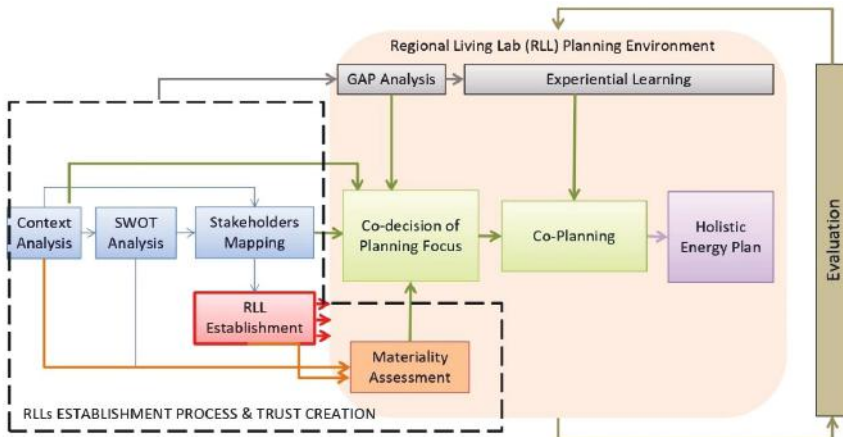 Regional Living Lab (RLL) Planning Environment
GAP Analysis
Experiential Learning
Context
Analysis
SWOT
Analysis
Stakeholders
Mapping
Co-decision of
Planning Focus
Co-Planning
Holistic
Energy Plan
Evaluation
RLL
Establishment
Materiality
Assessment
RLLs ESTABLISHMENT PROCESS & TRUST CREATION